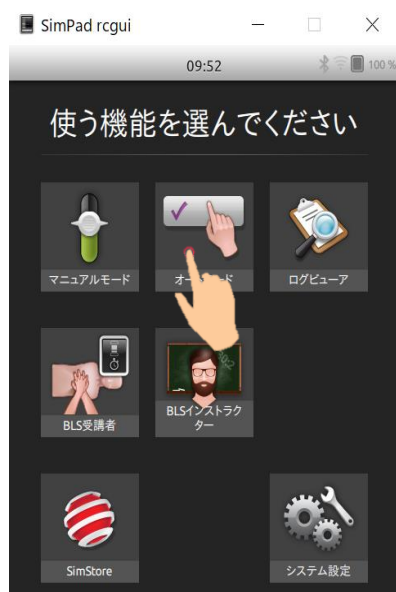 SimPad rcgui
09:52
100 %
使う機能を選んでください
マニュアルモード
ログビューア
BLS受講者
BLSインストラク
ター
SimStore
システム設定